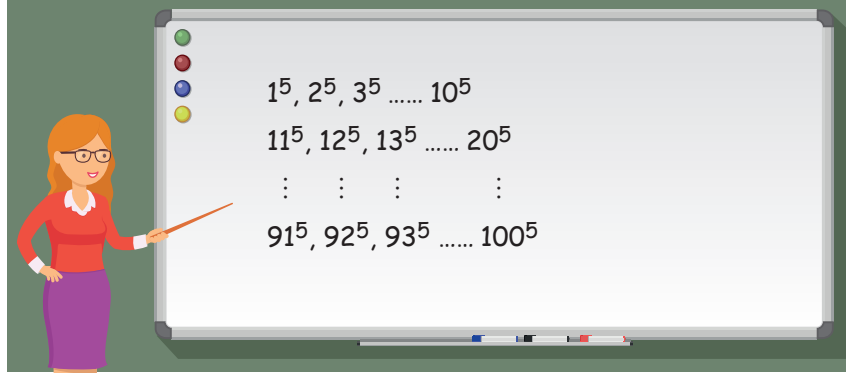 1⁵, 2⁵, 3⁵ ...... 10⁵
11⁵, 12⁵, 13⁵ ...... 20⁵
⋮ ⋮ ⋮ ⋮
91⁵, 92⁵, 93⁵ ...... 100⁵